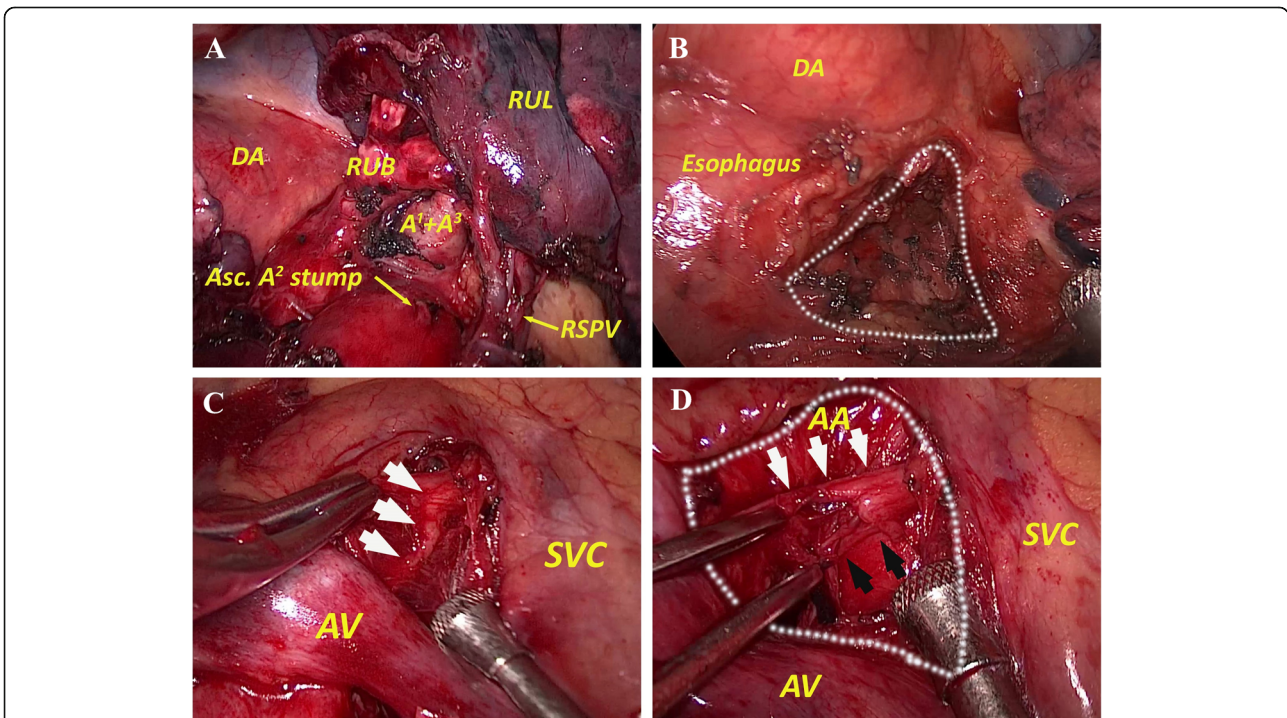 A
RUL
DA
RUB
A¹+A³
Asc. A² stump
RSPV
B
DA
Esophagus
C
SVC
AV
D
AA
SVC
AV